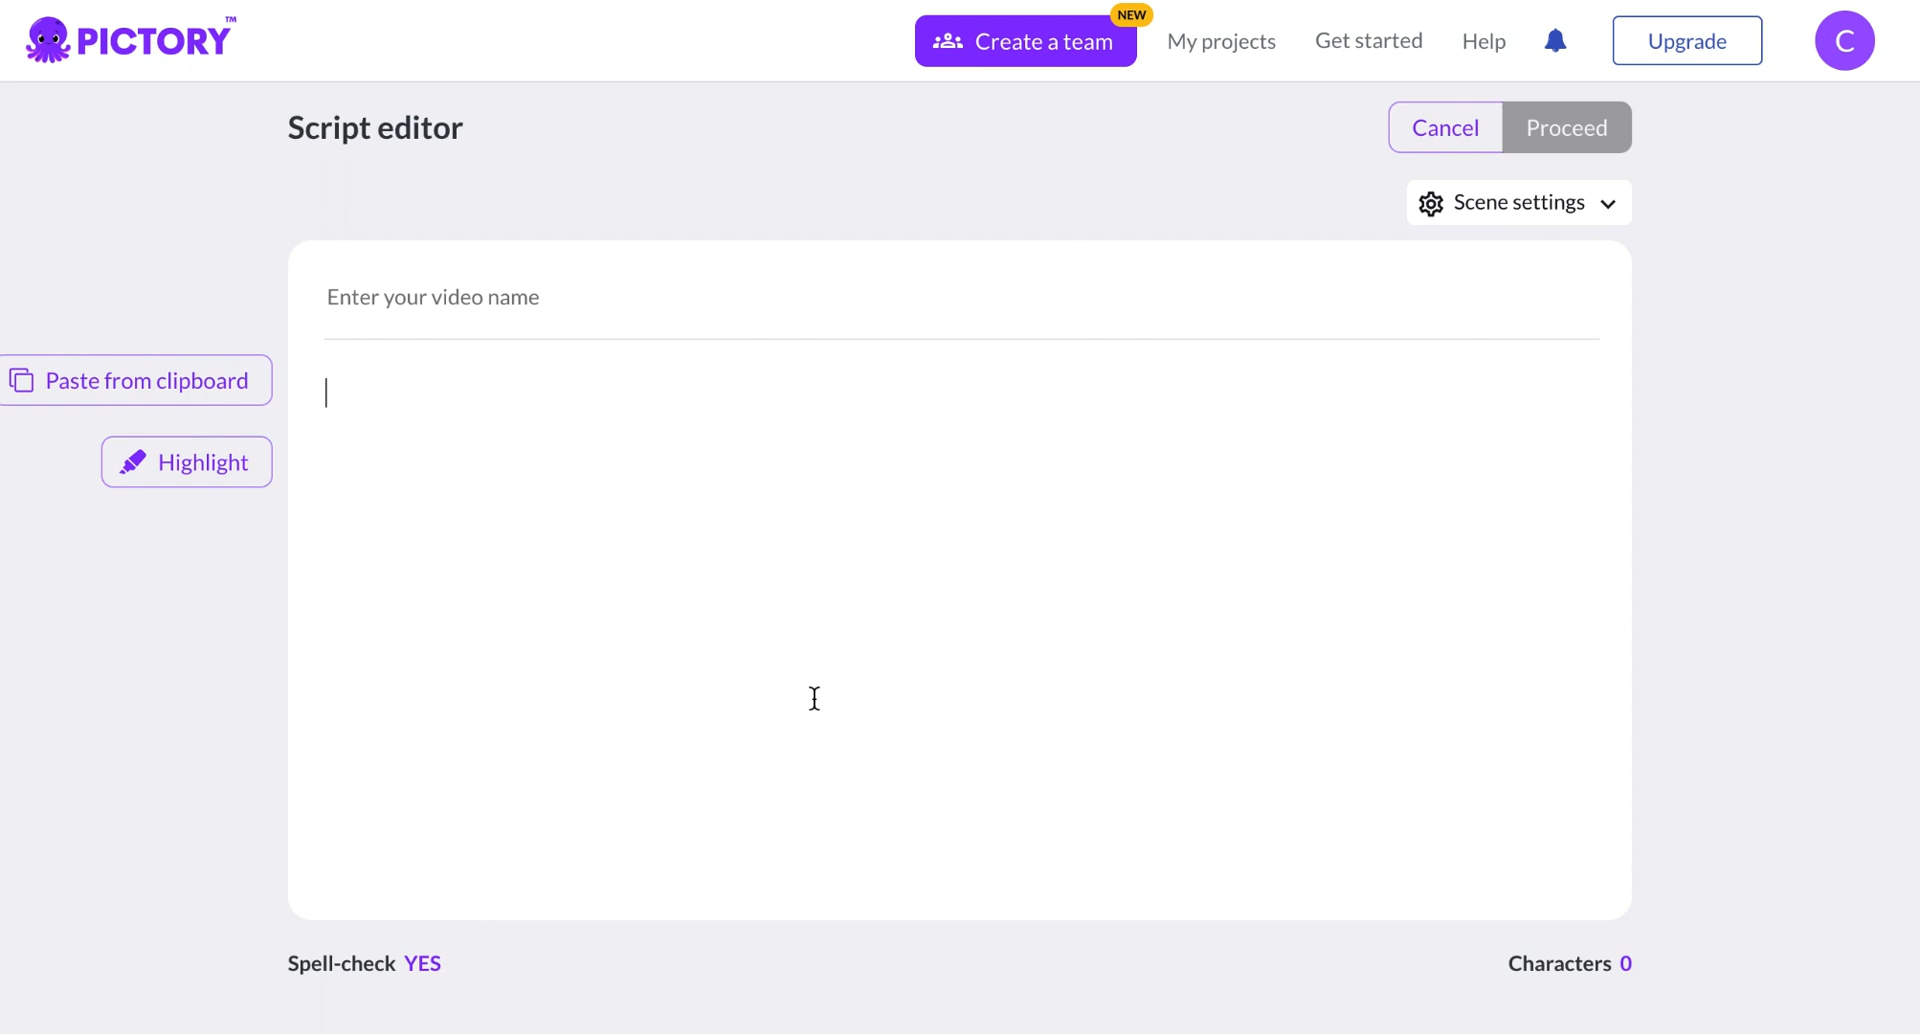 PICTORY™
NEW
Create a team
My projects
Get started
Help
Upgrade
C
Script editor
Cancel
Proceed
Scene settings
Enter your video name
Paste from clipboard
Highlight
Spell-check YES
Characters 0